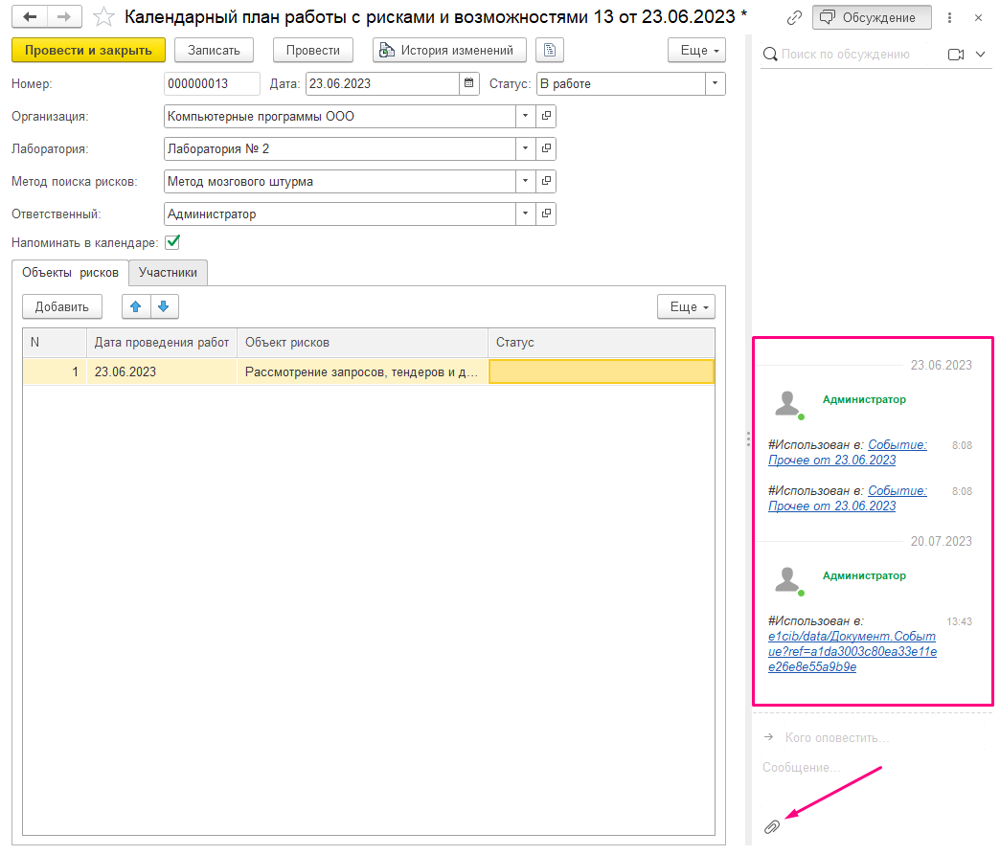 Календарный план работы с рисками и возможностями 13 от 23.06.2023 *
Обсуждение
Провести и закрыть
Записать
Провести
История изменений
Еще
Поиск по обсуждению
Номер:
000000013
Дата:
23.06.2023
Статус:
В работе
Организация:
Компьютерные программы ООО
Лаборатория:
Лаборатория № 2
Метод поиска рисков:
Метод мозгового штурма
Ответственный:
Администратор
Напоминать в календаре:
Объекты рисков
Участники
Добавить
Еще
N
Дата проведения работ
Объект рисков
Статус
1
23.06.2023
Рассмотрение запросов, тендеров и д...
23.06.2023
Администратор
#Использован в: Событие: 8:08
Прочее от 23.06.2023
#Использован в: Событие: 8:08
Прочее от 23.06.2023
20.07.2023
Администратор
#Использован в: 13:43
e1cib/data/Документ.Событ
ие?ref=a1da3003c80ea33e11e
e26e8e55a9b9e
Кого оповестить...
Сообщение...